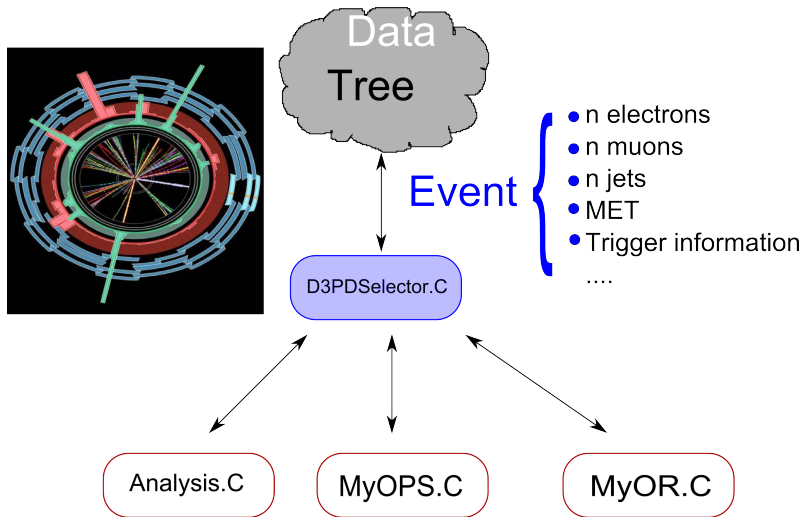 Data
Tree
Event
n electrons
n muons
n jets
MET
Trigger information
....
D3PDSelector.C
Analysis.C
MyOPS.C
MyOR.C